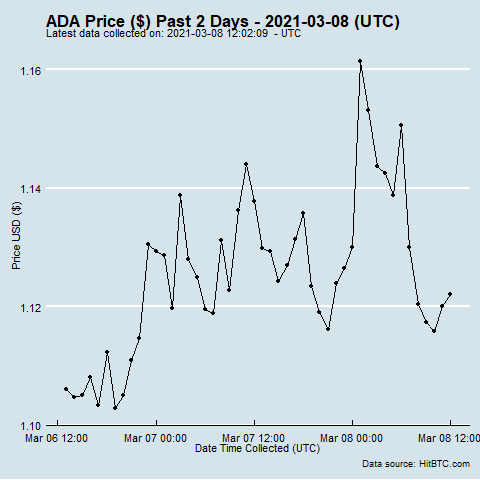 ADA Price ($) Past 2 Days - 2021-03-08 (UTC)
Latest data collected on: 2021-03-08 12:02:09  - UTC
1.16
1.14
1.12
1.10
Price USD ($)
Mar 06 12:00 Mar 07 00:00 Mar 07 12:00 Mar 08 00:00 Mar 08 12:00
Date Time Collected (UTC)
Data source: HitBTC.com